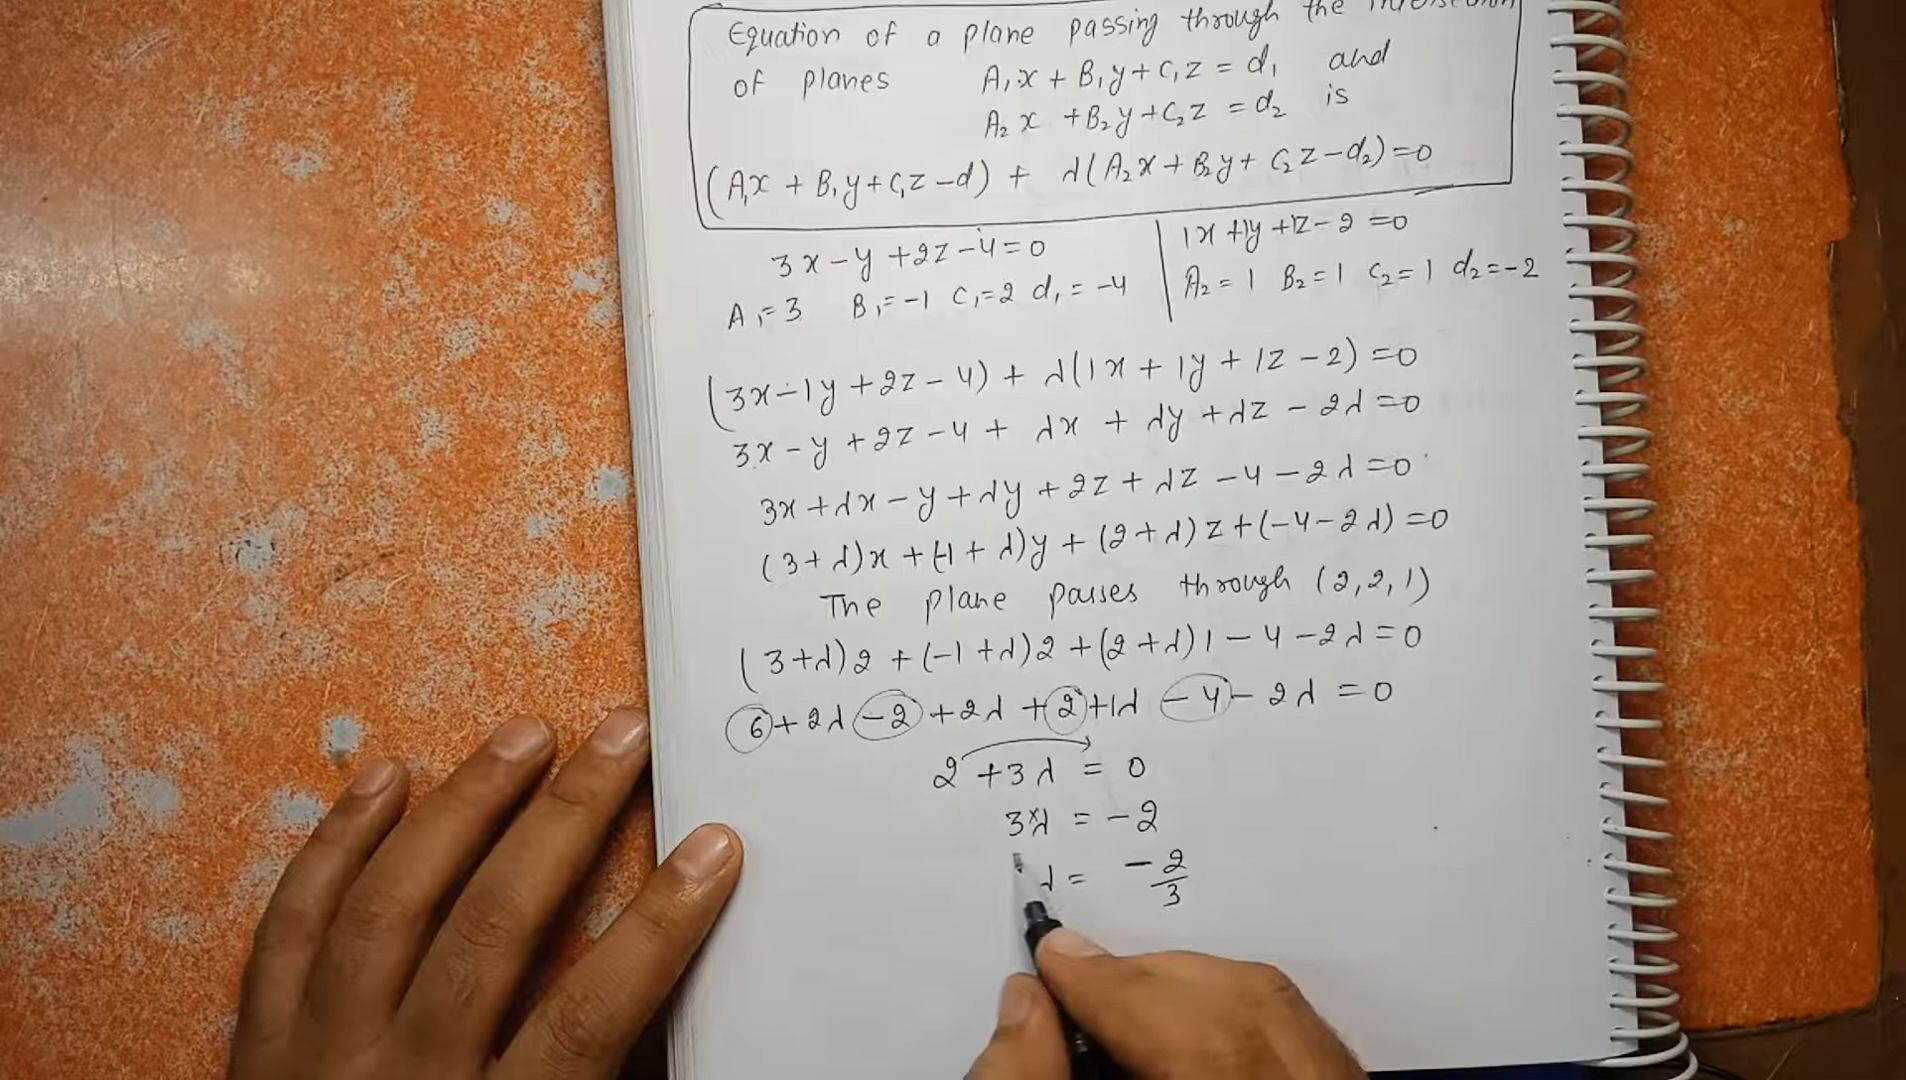 Equation of a plane passing through the intersection
of planes A₁x + B₁y + C₁z = d₁ and
A₂x + B₂y + C₂z = d₂ is
(A₁x + B₁y + C₁z - d) + λ(A₂x + B₂y + C₂z - d₂) = 0
3x - y + 2z - 4 = 0
A₁ = 3 B₁ = -1 C₁ = 2 d₁ = -4
1x + 1y + 1z - 2 = 0
A₂ = 1 B₂ = 1 C₂ = 1 d₂ = -2
(3x - 1y + 2z - 4) + λ(1x + 1y + 1z - 2) = 0
3x - y + 2z - 4 + λx + λy + λz - 2λ = 0
3x + λx - y + λy + 2z + λz - 4 - 2λ = 0
(3 + λ)x + (-1 + λ)y + (2 + λ)z + (-4 - 2λ) = 0
The plane passes through (2, 2, 1)
(3 + λ)2 + (-1 + λ)2 + (2 + λ)1 - 4 - 2λ = 0
6 + 2λ - 2 + 2λ + 2 + 1λ - 4 - 2λ = 0
2 + 3λ = 0
3×λ = -2
λ = -2/3